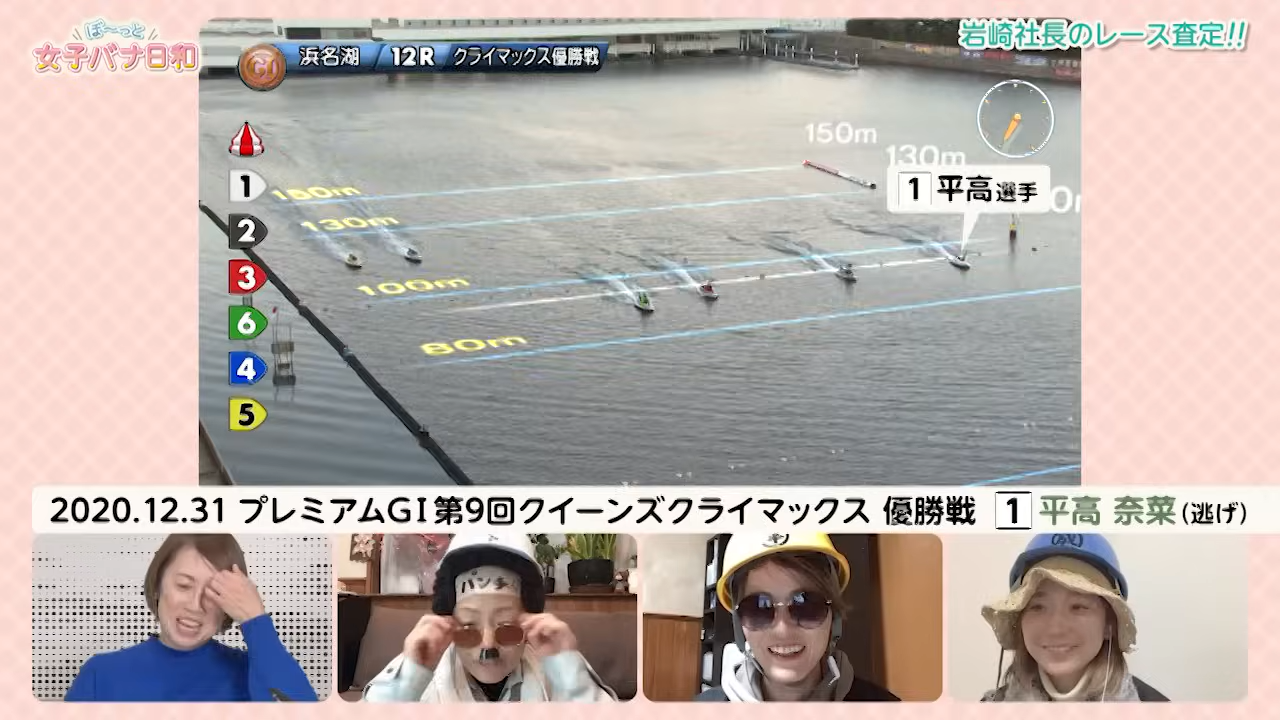 ぼ〜っと
女子バナ日和
岩崎社長のレース査定!!
GI 浜名湖 12R クライマックス優勝戦
150m
130m
1 平高選手
1
2
3
6
4
5
130m
100m
80m
2020.12.31 プレミアムGI第9回クイーンズクライマックス 優勝戦 1 平高 奈菜(逃げ)
パンチ